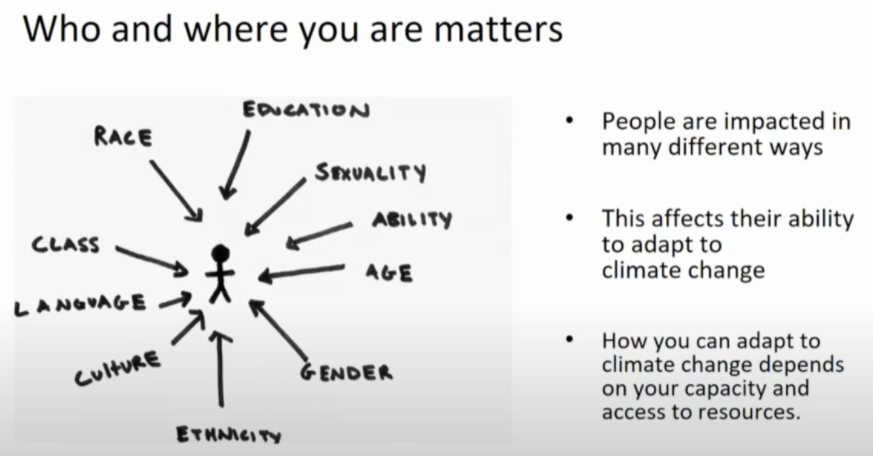 Who and where you are matters
EDUCATION
RACE
SEXUALITY
ABILITY
CLASS
AGE
LANGUAGE
CULTURE
GENDER
ETHNICITY
• People are impacted in
many different ways
• This affects their ability
to adapt to
climate change
• How you can adapt to
climate change depends
on your capacity and
access to resources.